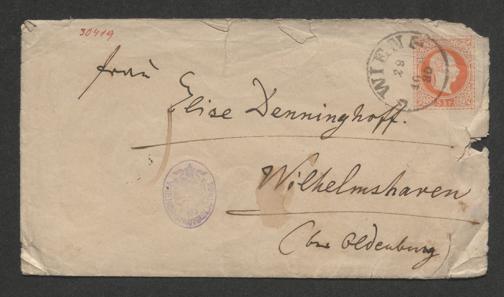 30419
WIEN
Frau
Elise Denninghoff.
Wilhelmshaven
(bei Oldenburg)